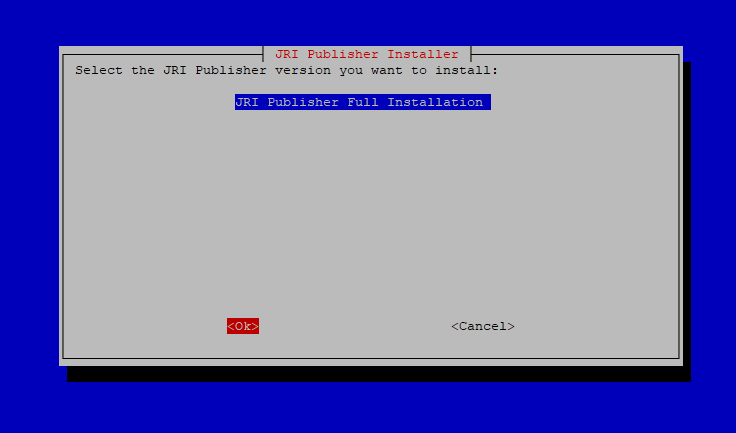 JRI Publisher Installer
Select the JRI Publisher version you want to install:
JRI Publisher Full Installation
<Ok> <Cancel>